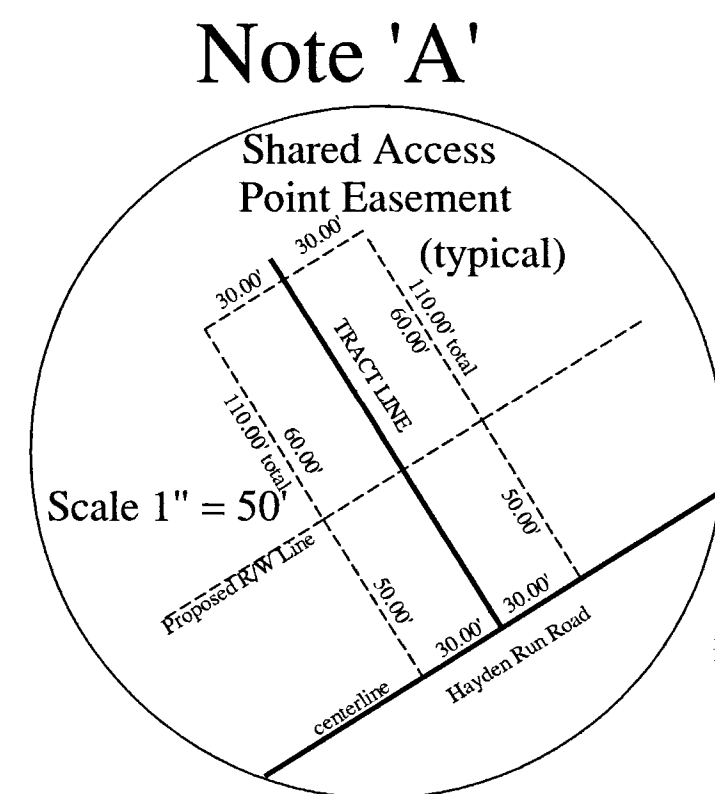 Note 'A'
Shared Access
Point Easement
(typical)
30.00'
30.00'
110.00' total
60.00'
TRACT LINE
110.00' total
60.00'
Scale 1" = 50'
50.00'
Proposed R/W Line
50.00'
30.00'
30.00'
Hayden Run Road
centerline